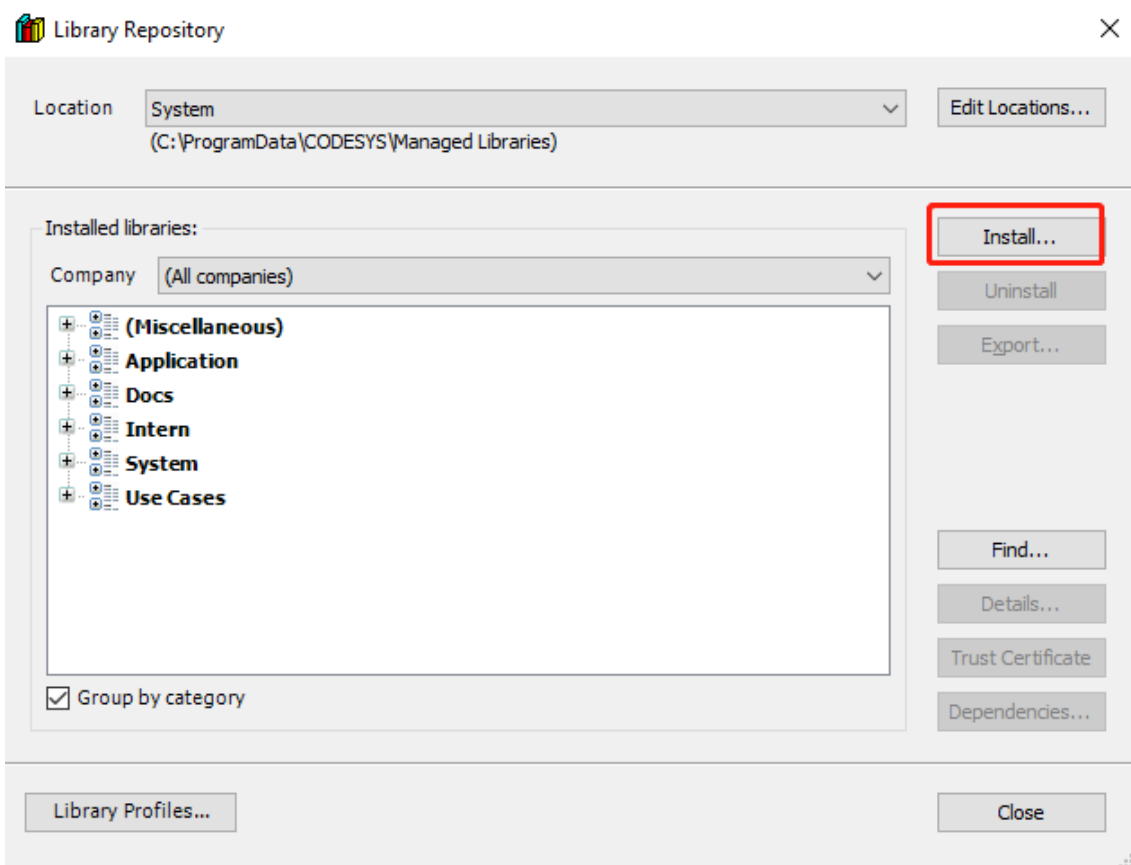 Library Repository
Location System Edit Locations...
(C:\ProgramData\CODESYS\Managed Libraries)
Installed libraries:
Install...
Company (All companies)
Uninstall
(Miscellaneous)
Export...
Application
Docs
Intern
System
Use Cases
Find...
Details...
Trust Certificate
Group by category
Dependencies...
Library Profiles... Close